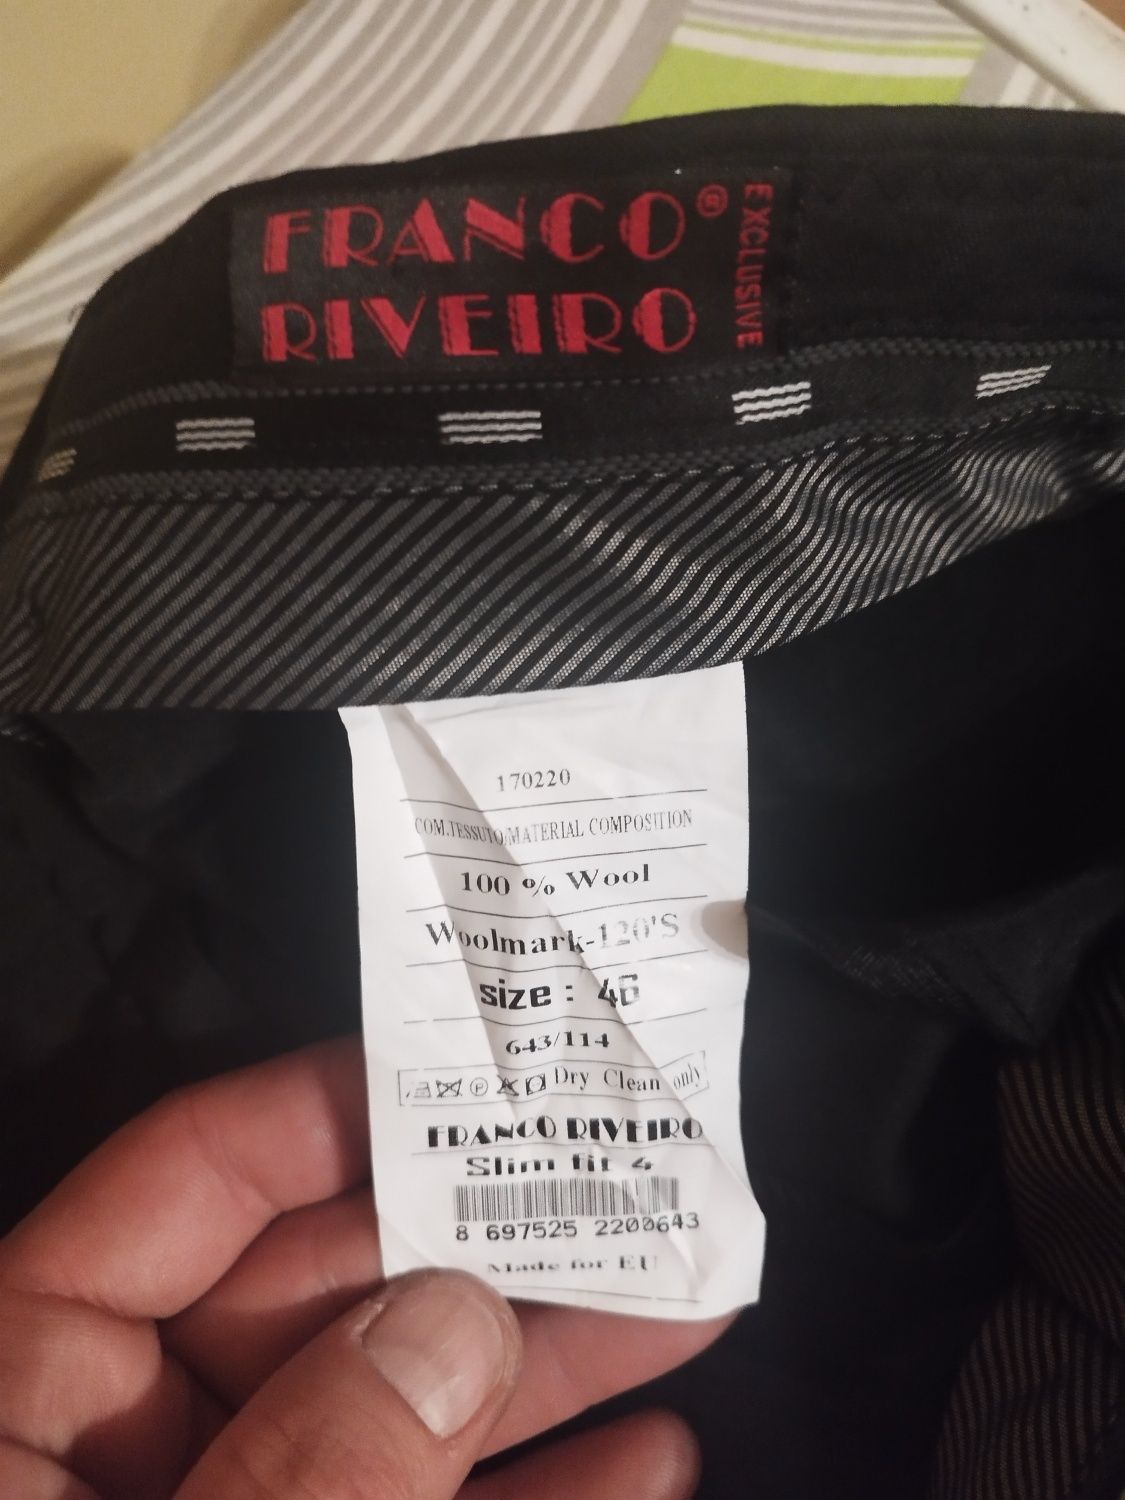 FRANCO ®
RIVEIRO
EXCLUSIVE
170220
COM.TESSUTO/MATERIAL COMPOSITION
100 % Wool
Woolmark-120'S
size : 46
643/114
Dry Clean only
FRANCO RIVEIRO
Slim fit 4
8 697525 2200643
Made for EU